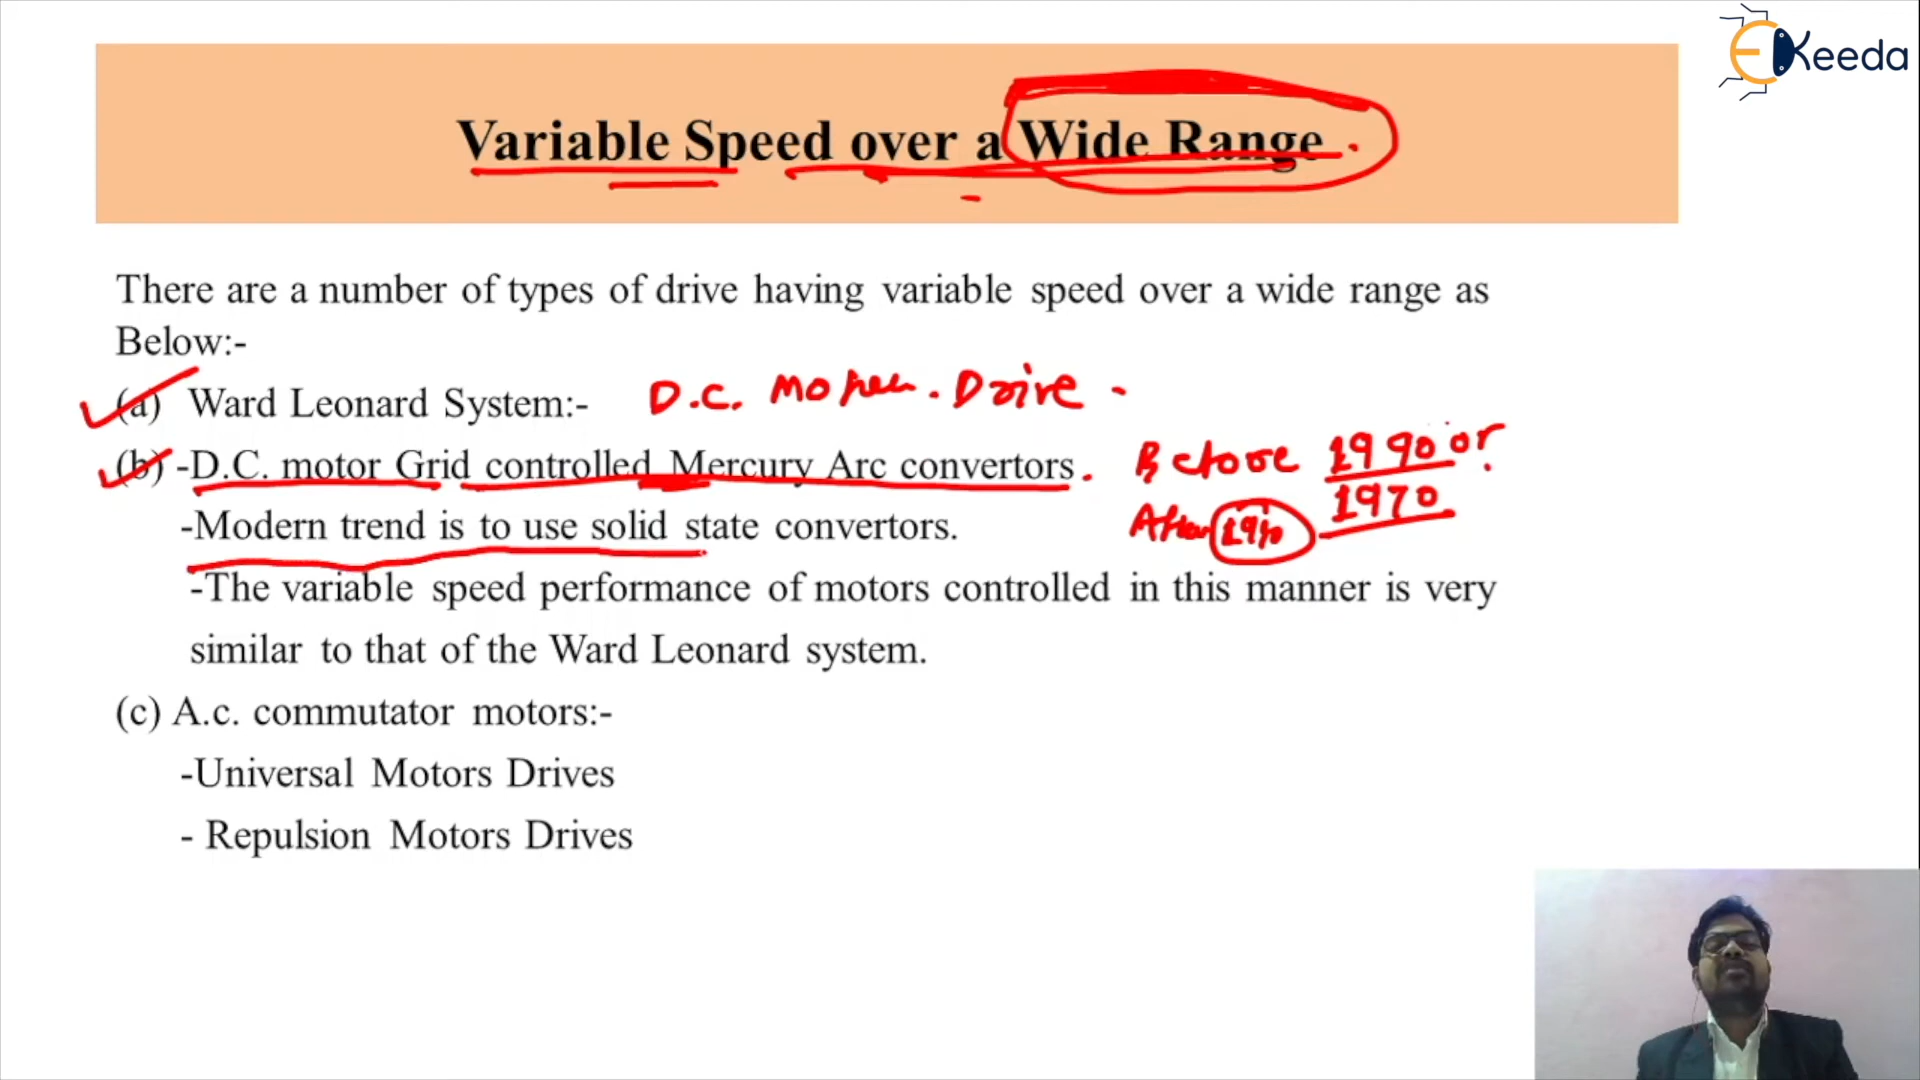 EKeeda
Variable Speed over a Wide Range
There are a number of types of drive having variable speed over a wide range as
Below:-
(a) Ward Leonard System:- D.C. Drive
(b) -D.C. motor Grid controlled Mercury Arc convertors. Before 1990 or
1970
-Modern trend is to use solid state convertors. After
-The variable speed performance of motors controlled in this manner is very
similar to that of the Ward Leonard system.
(c) A.c. commutator motors:-
-Universal Motors Drives
- Repulsion Motors Drives